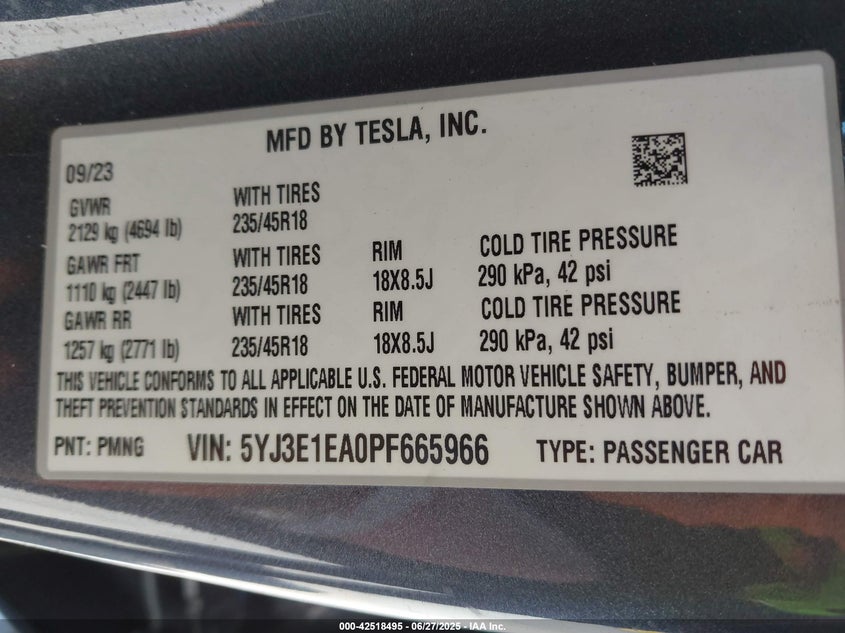 MFD BY TESLA, INC.
09/23
GVWR
2129 kg (4694 lb)
WITH TIRES
235/45R18
GAWR FRT
1110 kg (2447 lb)
WITH TIRES
235/45R18
RIM
18X8.5J
COLD TIRE PRESSURE
290 kPa, 42 psi
GAWR RR
1257 kg (2771 lb)
WITH TIRES
235/45R18
RIM
18X8.5J
COLD TIRE PRESSURE
290 kPa, 42 psi
THIS VEHICLE CONFORMS TO ALL APPLICABLE U.S. FEDERAL MOTOR VEHICLE SAFETY, BUMPER, AND
THEFT PREVENTION STANDARDS IN EFFECT ON THE DATE OF MANUFACTURE SHOWN ABOVE.
PNT: PMNG VIN: 5YJ3E1EA0PF665966 TYPE: PASSENGER CAR
000-42518495 - 06/27/2025 - IAA Inc.